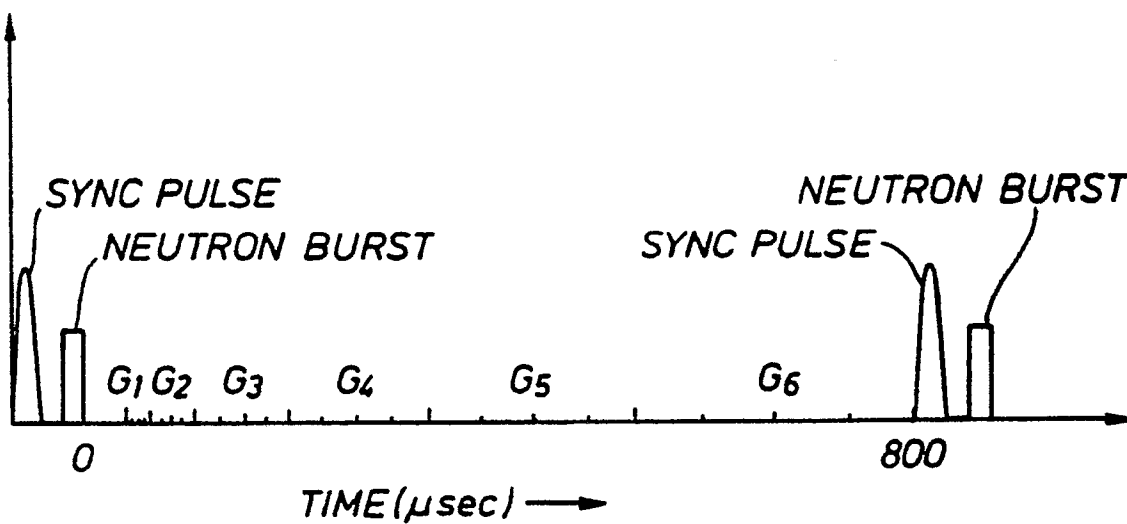 SYNC PULSE
NEUTRON BURST
NEUTRON BURST
SYNC PULSE
G1 G2 G3 G4 G5 G6
0 800
TIME (μsec)